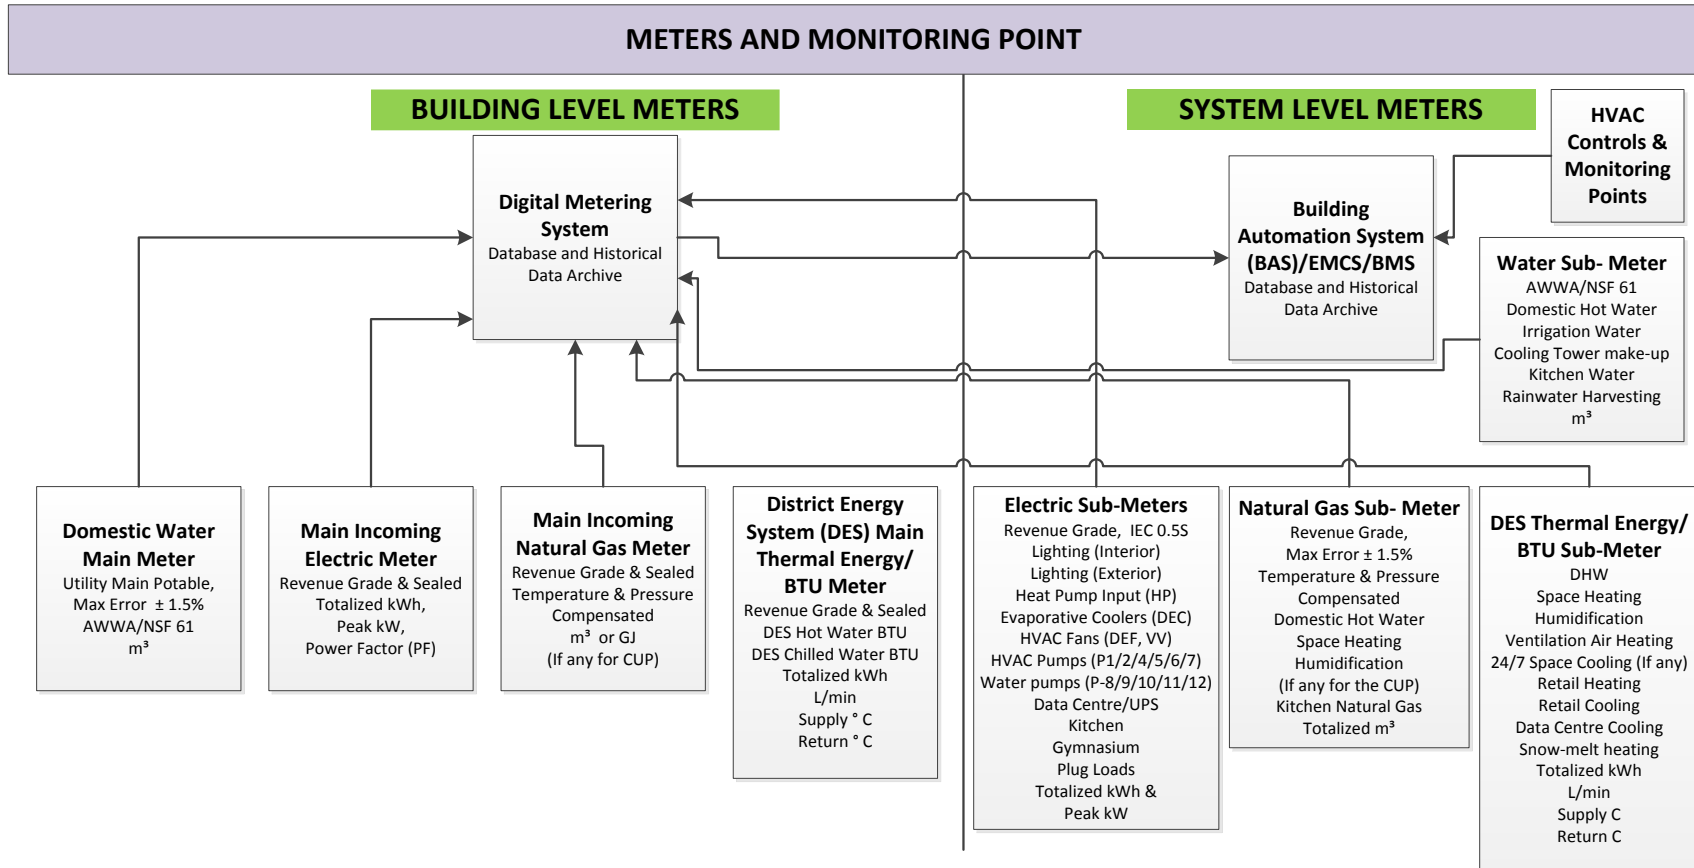 METERS AND MONITORING POINT
BUILDING LEVEL METERS
SYSTEM LEVEL METERS
HVAC
Controls &
Monitoring
Points
Digital Metering
System
Database and Historical
Data Archive
Building
Automation System
(BAS)/EMCS/BMS
Database and Historical
Data Archive
Water Sub- Meter
AWWA/NSF 61
Domestic Hot Water
Irrigation Water
Cooling Tower make-up
Kitchen Water
Rainwater Harvesting
m³
Domestic Water
Main Meter
Utility Main Potable,
Max Error ± 1.5%
AWWA/NSF 61
m³
Main Incoming
Electric Meter
Revenue Grade & Sealed
Totalized kWh,
Peak kW,
Power Factor (PF)
Main Incoming
Natural Gas Meter
Revenue Grade & Sealed
Temperature & Pressure
Compensated
m³ or GJ
(If any for CUP)
District Energy
System (DES) Main
Thermal Energy/
BTU Meter
Revenue Grade & Sealed
DES Hot Water BTU
DES Chilled Water BTU
Totalized kWh
L/min
Supply ° C
Return ° C
Electric Sub-Meters
Revenue Grade, IEC 0.5S
Lighting (Interior)
Lighting (Exterior)
Heat Pump Input (HP)
Evaporative Coolers (DEC)
HVAC Fans (DEF, VV)
HVAC Pumps (P1/2/4/5/6/7)
Water pumps (P-8/9/10/11/12)
Data Centre/UPS
Kitchen
Gymnasium
Plug Loads
Totalized kWh &
Peak kW
Natural Gas Sub- Meter
Revenue Grade,
Max Error ± 1.5%
Temperature & Pressure
Compensated
Domestic Hot Water
Space Heating
Humidification
(If any for the CUP)
Kitchen Natural Gas
Totalized m³
DES Thermal Energy/
BTU Sub-Meter
DHW
Space Heating
Humidification
Ventilation Air Heating
24/7 Space Cooling (If any)
Retail Heating
Retail Cooling
Data Centre Cooling
Snow-melt heating
Totalized kWh
L/min
Supply C
Return C